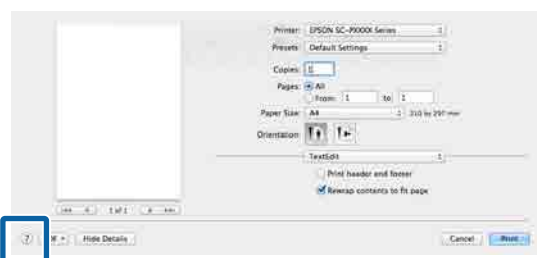 Printer: EPSON SC-PXXXX Series
Presets: Default Settings
Copies: 1
Pages: All
From: 1 to: 1
Paper Size: A4 210 by 297 mm
Orientation:
TextEdit
Print header and footer
Rewrap contents to fit page
1 of 1
? PDF Hide Details Cancel Print